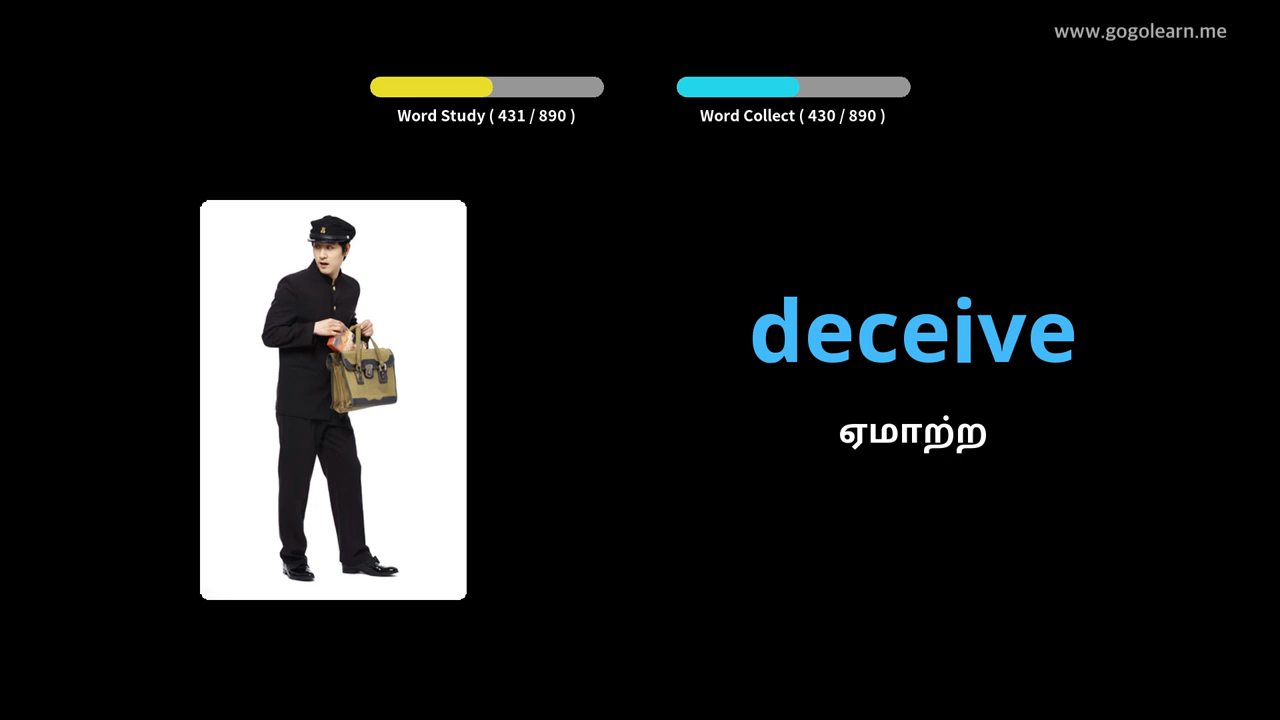 www.gogolearn.me
Word Study ( 431 / 890 )
Word Collect ( 430 / 890 )
deceive
ஏமாற்ற